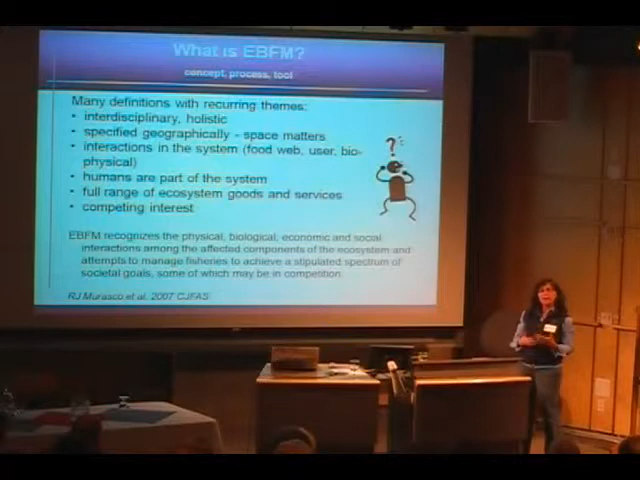 What is EBFM?
concept, process, tool
Many definitions with recurring themes:
• interdisciplinary, holistic
• specified geographically - space matters
• interactions in the system (food web, user, bio-
physical)
• humans are part of the system
• full range of ecosystem goods and services
• competing interest
?
EBFM recognizes the physical, biological, economic and social
interactions among the affected components of the ecosystem and
attempts to manage fisheries to achieve a stipulated spectrum of
societal goals, some of which may be in competition.
RJ Murasco et al. 2007 CJFAS